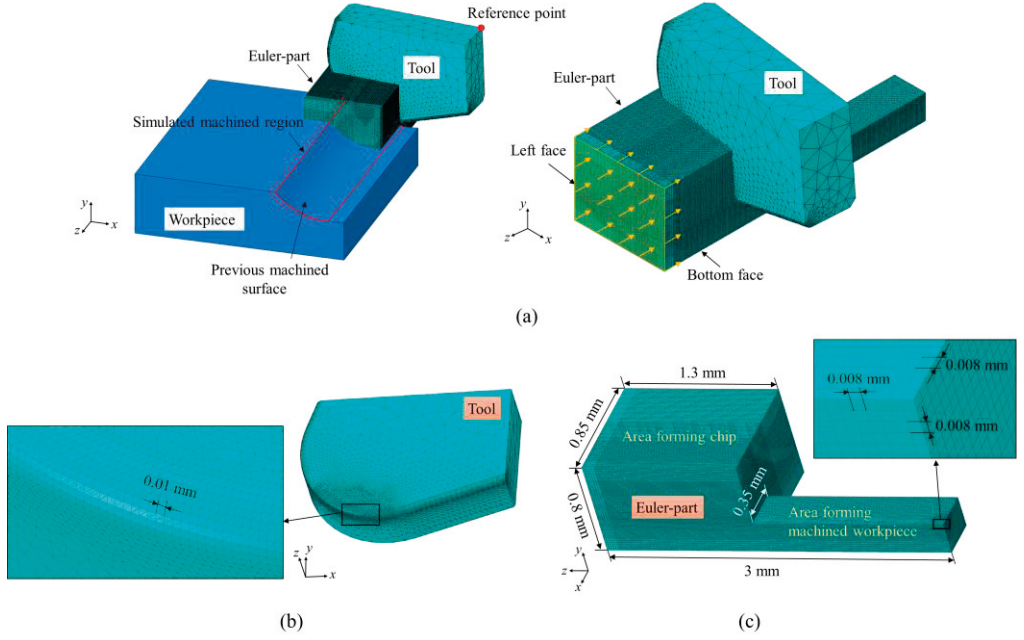 Reference point
Euler-part
Tool
Simulated machined region
Workpiece
Previous machined
surface
y
z
x
Euler-part
Tool
Left face
Bottom face
y
z
x
(a)
0.01 mm
Tool
z
y
x
(b)
1.3 mm
0.85 mm
Area forming chip
0.8 mm
Euler-part
0.35 mm
Area forming
machined workpiece
3 mm
0.008 mm
0.008 mm
0.008 mm
y
z
x
(c)